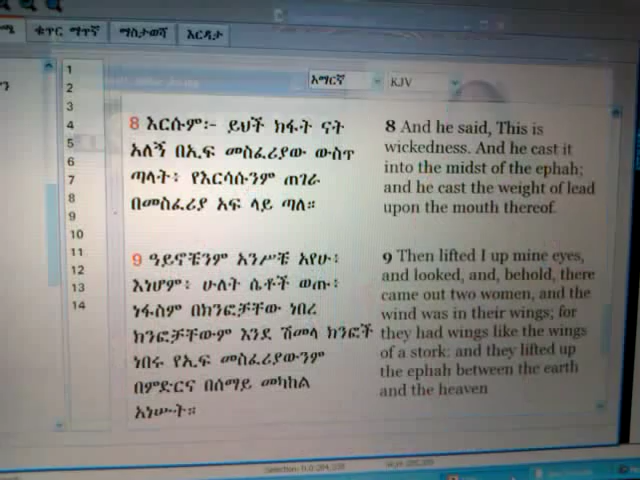 ቁጥር ማጥኛ
ማስታወሻ
እርዳታ
አማርኛ
KJV
1
2
3
4
5
6
7
8
9
10
11
12
13
14
8 እርሱም፦ ይህች ክፋት ናት
አለኝ በኢፍ መስፈሪያው ውስጥ
ጣላት፤ የእርሳሱንም ጠገራ
በመስፈሪያ አፍ ላይ ጣለ።
9 ዓይኖቼንም አንሥቼ አየሁ፤
እነሆም፤ ሁለት ሴቶች ወጡ፤
ነፋስም በክንፎቻቸው ነበረ
ክንፎቻቸውም እንደ ሽመላ ክንፎች
ነበሩ የኢፍ መስፈሪያውንም
በምድርና በሰማይ መካከል
አነሡት።
8 And he said, This is
wickedness. And he cast it
into the midst of the ephah;
and he cast the weight of lead
upon the mouth thereof.
9 Then lifted I up mine eyes,
and looked, and, behold, there
came out two women, and the
wind was in their wings; for
they had wings like the wings
of a stork: and they lifted up
the ephah between the earth
and the heaven